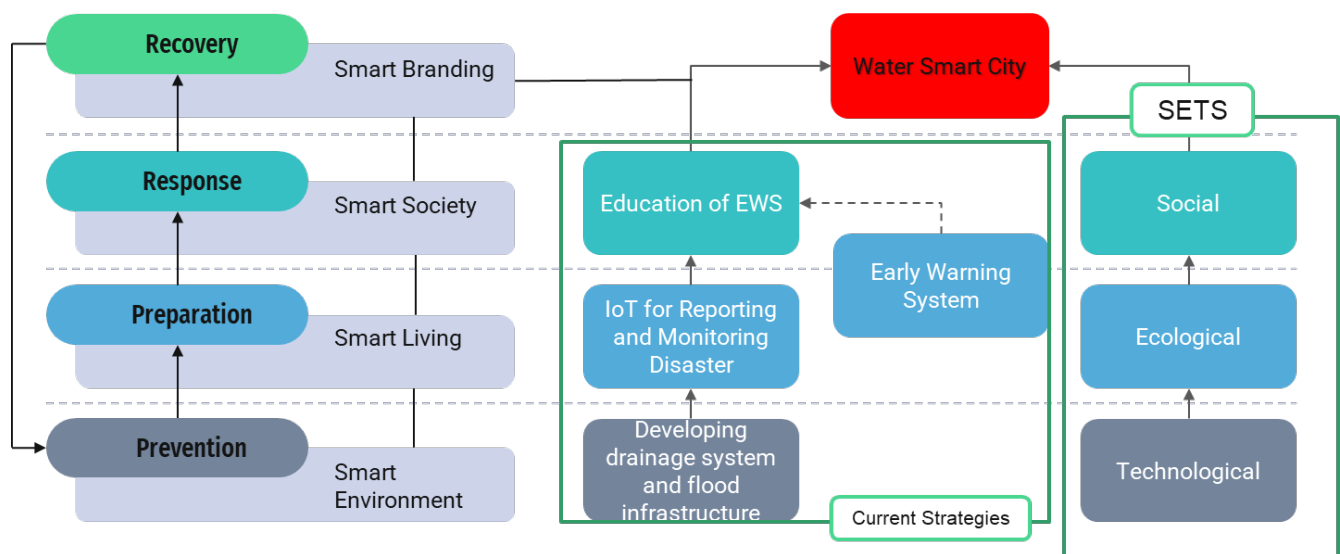 Recovery
Smart Branding
Water Smart City
SETS
Response
Smart Society
Education of EWS
Social
Early Warning
System
Preparation
Smart Living
IoT for Reporting
and Monitoring
Disaster
Ecological
Prevention
Smart
Environment
Developing
drainage system
and flood
infrastructure
Technological
Current Strategies